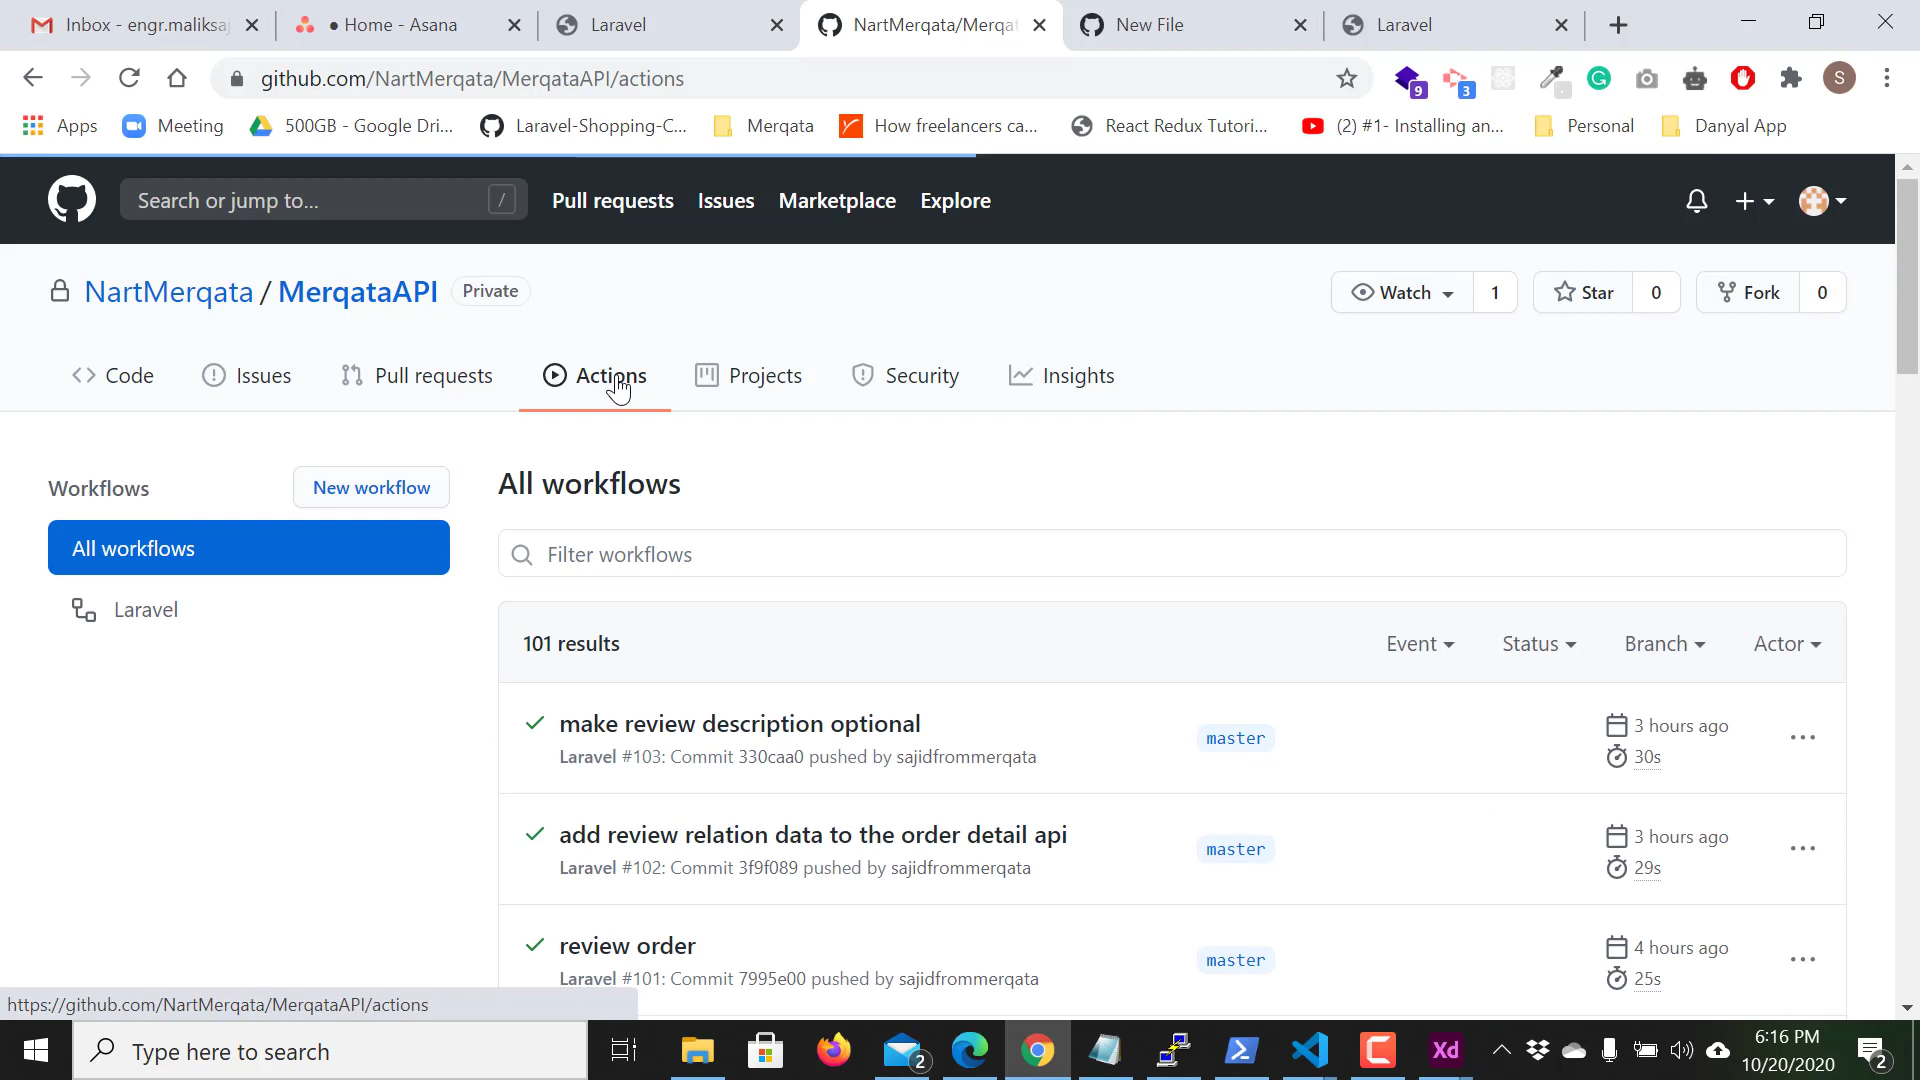 Inbox - engr.maliksaj
● Home - Asana
Laravel
NartMerqata/Merqat
New File
Laravel
github.com/NartMerqata/MerqataAPI/actions
9
3
S
Apps
Meeting
500GB - Google Dri...
Laravel-Shopping-C...
Merqata
How freelancers ca...
React Redux Tutori...
(2) #1- Installing an...
Personal
Danyal App
Search or jump to...
/
Pull requests
Issues
Marketplace
Explore
NartMerqata / MerqataAPI
Private
Watch
1
Star
0
Fork
0
Code
Issues
Pull requests
Actions
Projects
Security
Insights
Workflows
New workflow
All workflows
Laravel
All workflows
Filter workflows
101 results
Event
Status
Branch
Actor
make review description optional
master
3 hours ago
Laravel #103: Commit 330caa0 pushed by sajidfrommerqata
30s
add review relation data to the order detail api
master
3 hours ago
Laravel #102: Commit 3f9f089 pushed by sajidfrommerqata
29s
review order
master
4 hours ago
Laravel #101: Commit 7995e00 pushed by sajidfrommerqata
25s
https://github.com/NartMerqata/MerqataAPI/actions
Type here to search
2
Xd
6:16 PM
10/20/2020
2